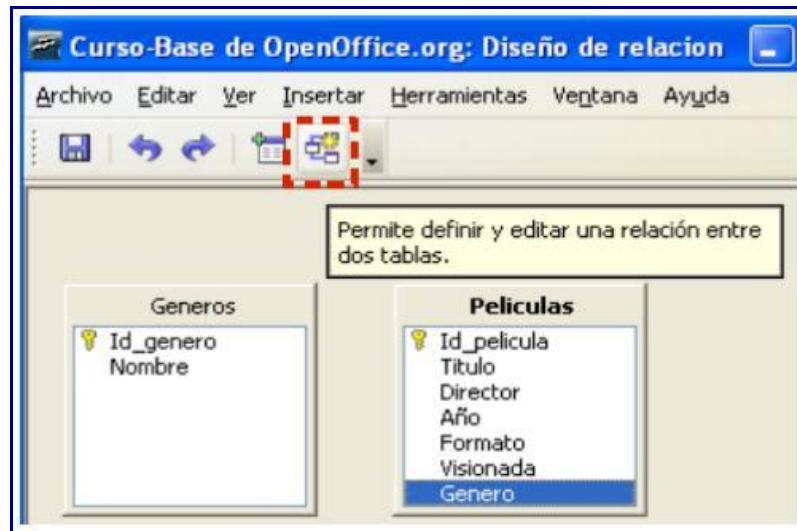 Curso-Base de OpenOffice.org: Diseño de relacion
Archivo Editar Ver Insertar Herramientas Ventana Ayuda
Permite definir y editar una relación entre
dos tablas.
Generos
Id_genero
Nombre
Peliculas
Id_pelicula
Titulo
Director
Año
Formato
Visionada
Genero